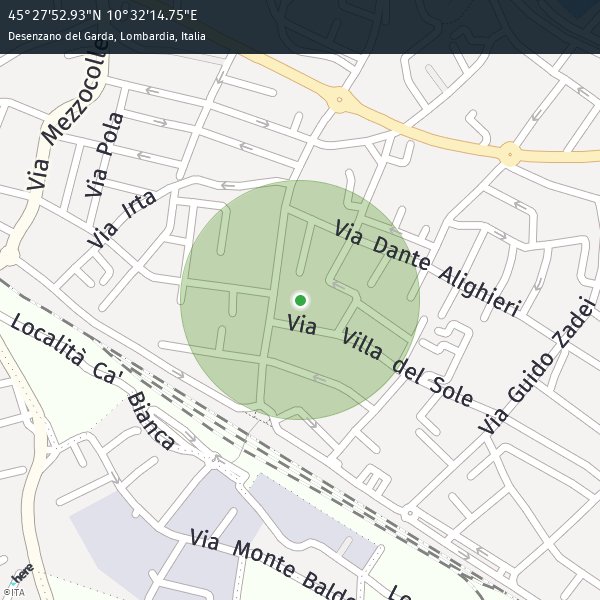 45°27'52.93"N 10°32'14.75"E
Desenzano del Garda, Lombardia, Italia
Via Mezzocolle
Via Pola
Via Irta
Via Dante Alighieri
Via Villa del Sole
Località Ca' Bianca
Via Guido Zadei
Via Monte Baldo
Lo
here
©ITA